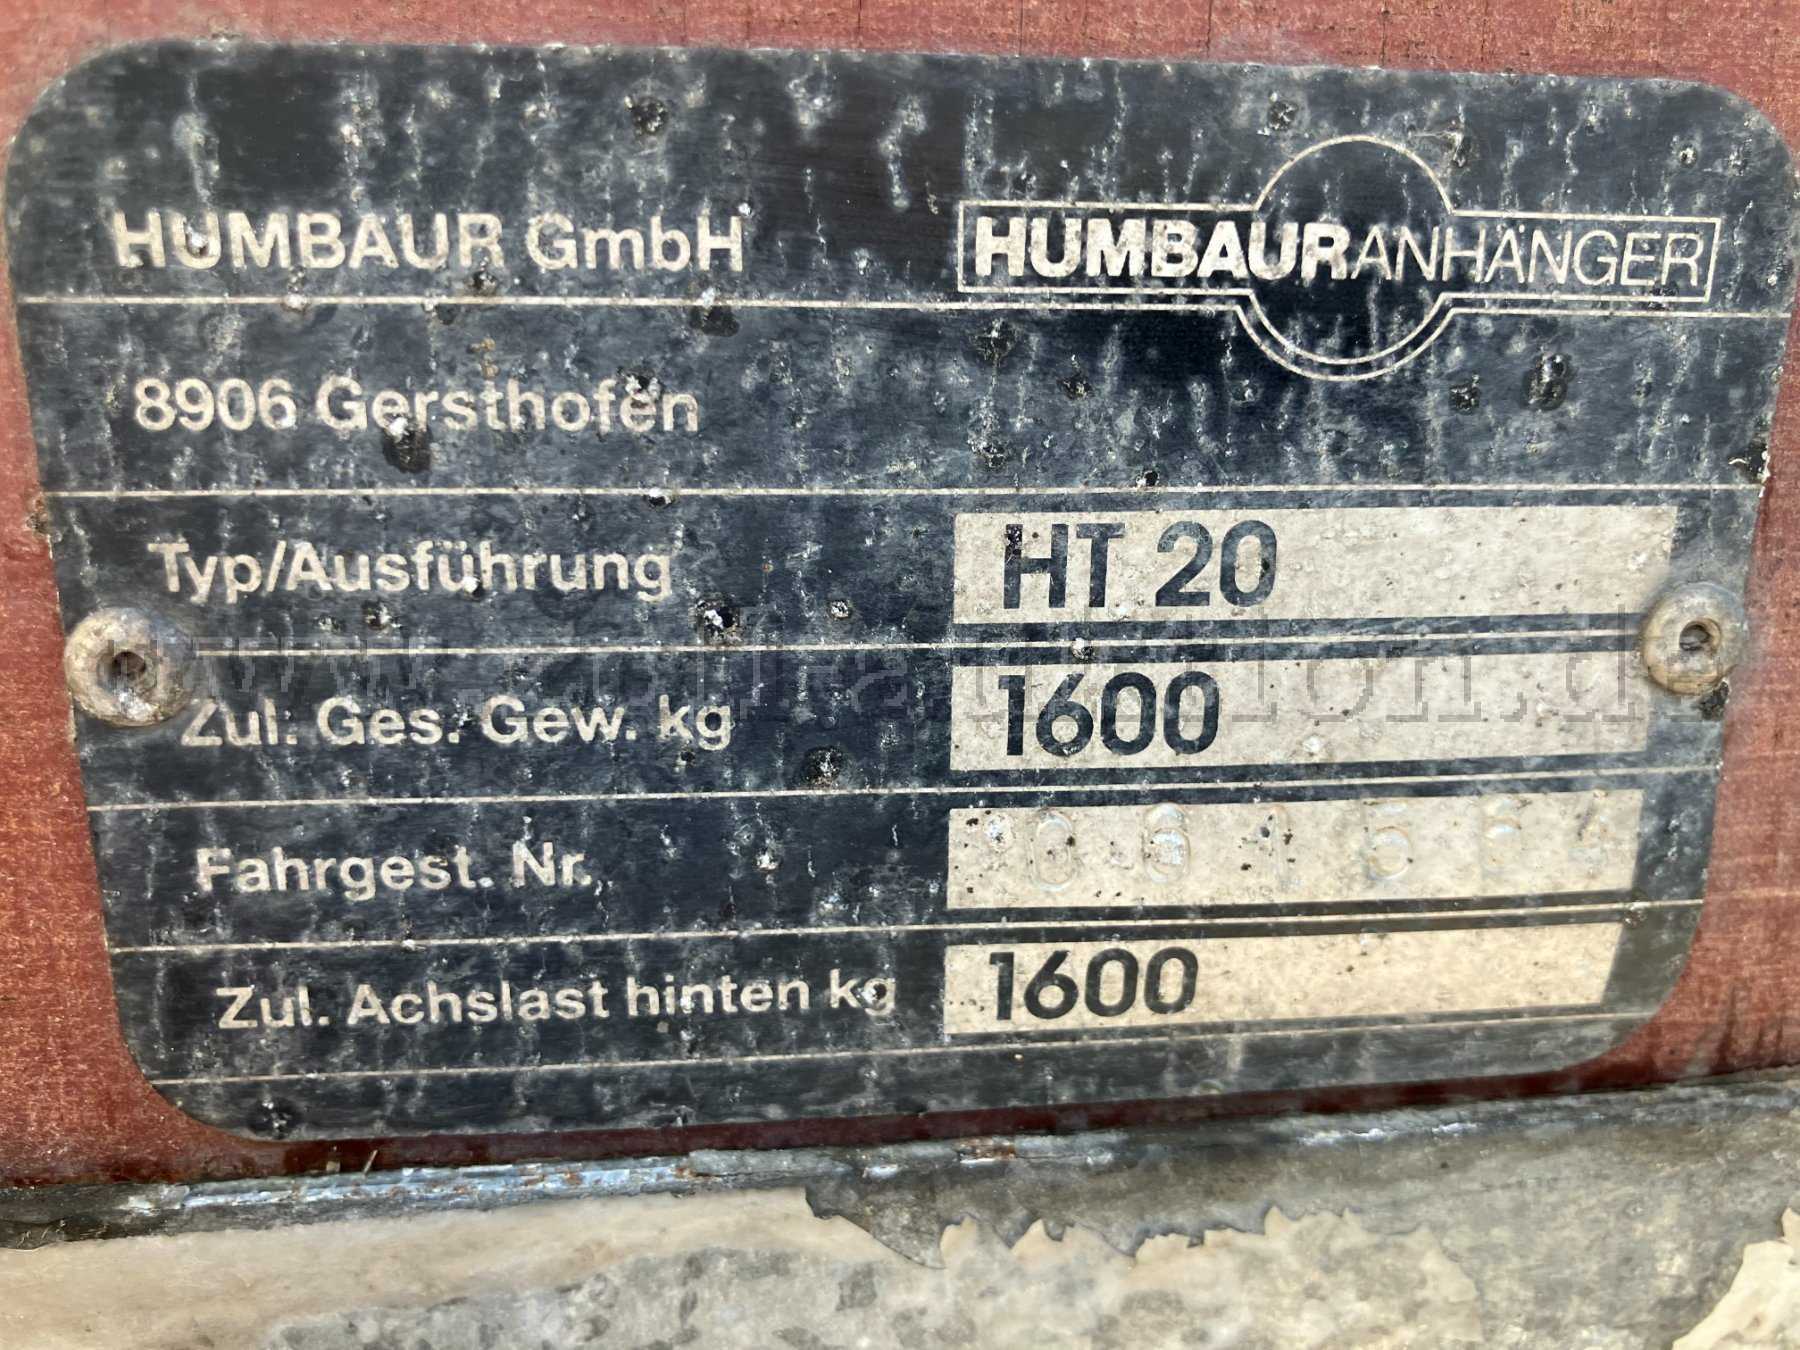 HUMBAUR GmbH
HUMBAURANHÄNGER
8906 Gersthofen
Typ/Ausführung HT 20
Zul. Ges. Gew. kg 1600
Fahrgest. Nr.
Zul. Achslast hinten kg 1600